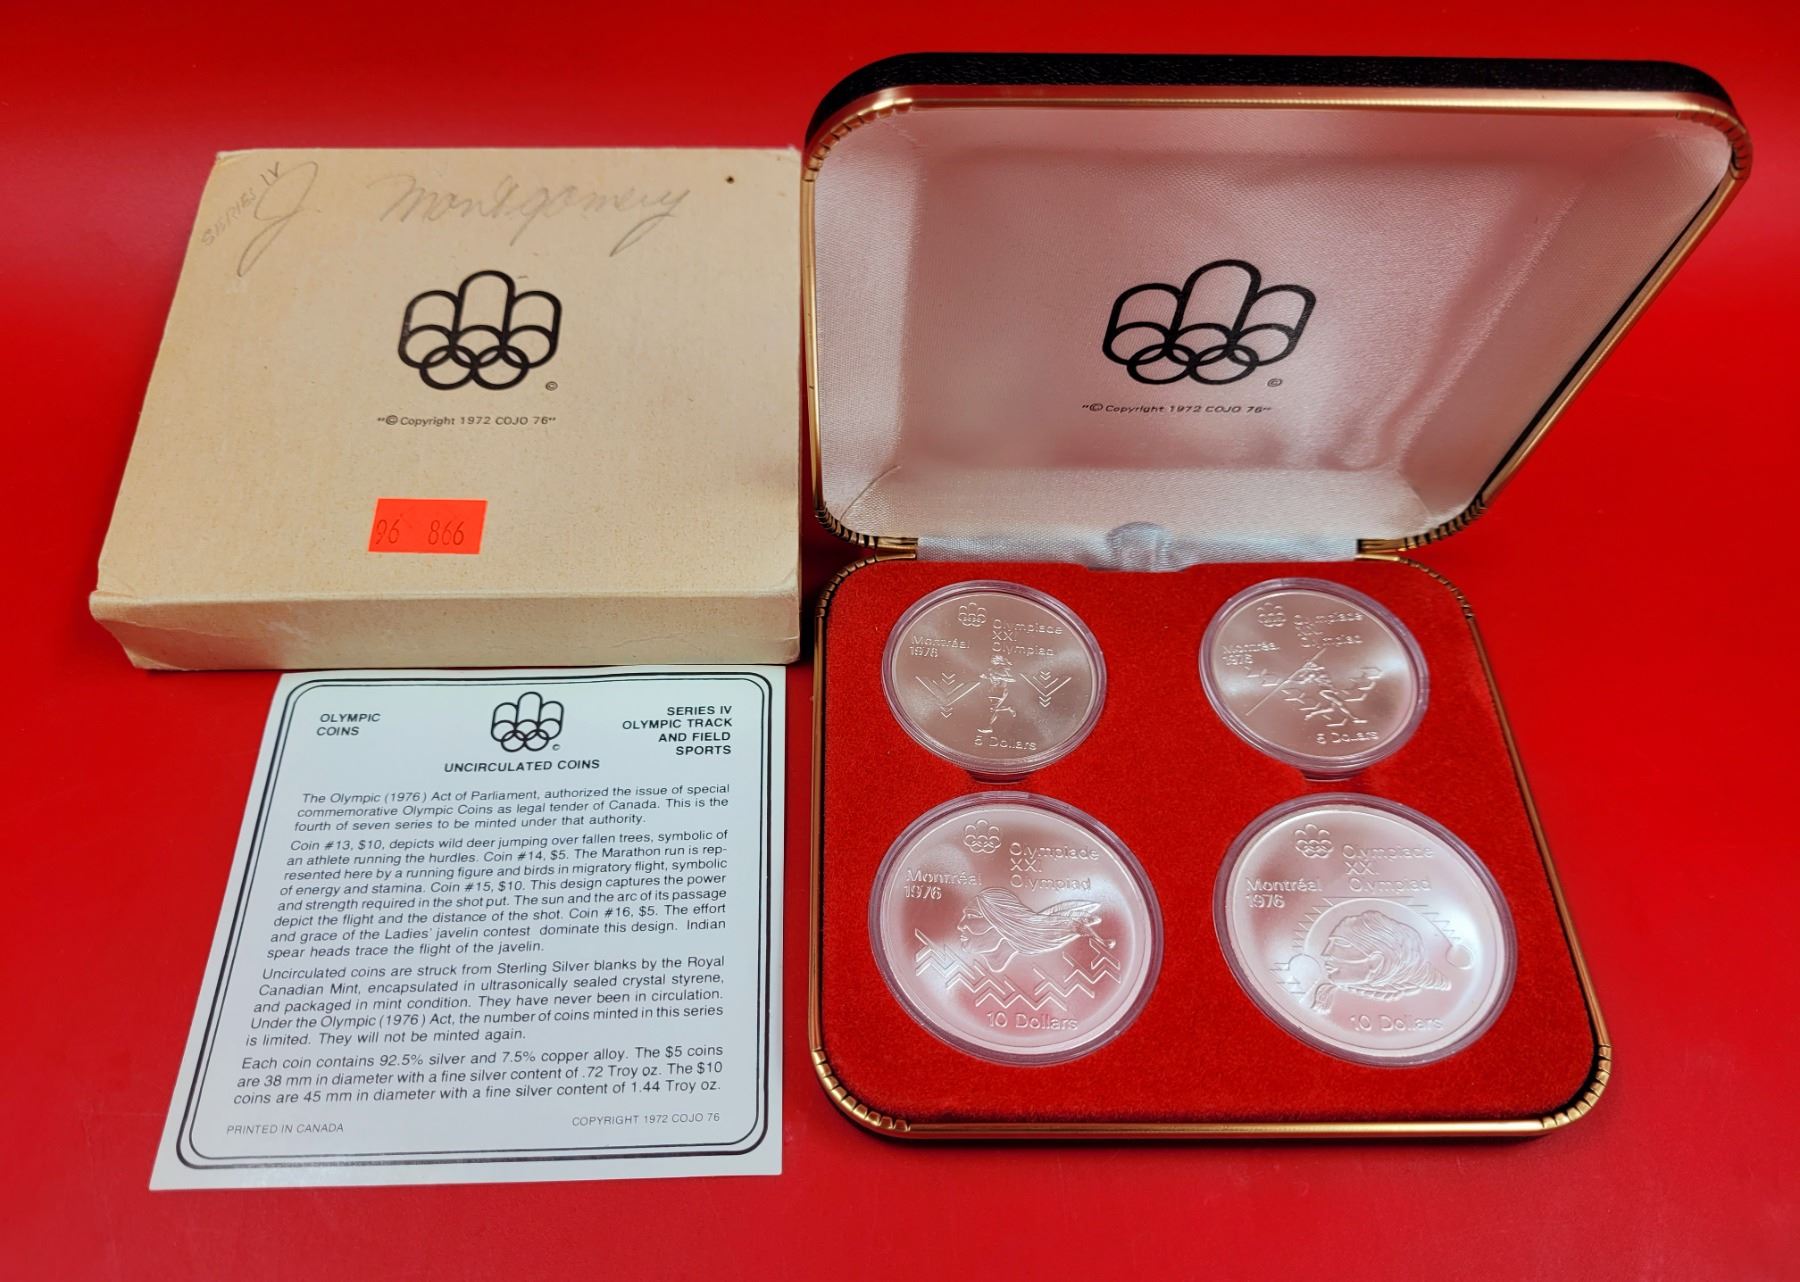 SERIES IV
J Montgomery
©
"© Copyright 1972 COJO 76"
96 866
OLYMPIC
COINS
©
SERIES IV
OLYMPIC TRACK
AND FIELD
SPORTS
UNCIRCULATED COINS
The Olympic (1976) Act of Parliament, authorized the issue of special
commemorative Olympic Coins as legal tender of Canada. This is the
fourth of seven series to be minted under that authority.
Coin #13, $10, depicts wild deer jumping over fallen trees, symbolic of
an athlete running the hurdles. Coin #14, $5. The Marathon run is rep-
resented here by a running figure and birds in migratory flight, symbolic
of energy and stamina. Coin #15, $10. This design captures the power
and strength required in the shot put. The sun and the arc of its passage
depict the flight and the distance of the shot. Coin #16, $5. The effort
and grace of the Ladies' javelin contest dominate this design. Indian
spear heads trace the flight of the javelin.
Uncirculated coins are struck from Sterling Silver blanks by the Royal
Canadian Mint, encapsulated in ultrasonically sealed crystal styrene,
and packaged in mint condition. They have never been in circulation.
Under the Olympic (1976) Act, the number of coins minted in this series
is limited. They will not be minted again.
Each coin contains 92.5% silver and 7.5% copper alloy. The $5 coins
are 38 mm in diameter with a fine silver content of .72 Troy oz. The $10
coins are 45 mm in diameter with a fine silver content of 1.44 Troy oz.
PRINTED IN CANADA
COPYRIGHT 1972 COJO 76
©
"© Copyright 1972 COJO 76"
Olympiade
XXI
Olympiad
Montréal
1976
5 Dollars
Olympiade
XXI
Olympiad
Montréal
1976
5 Dollars
Olympiade
XXI
Olympiad
Montréal
1976
10 Dollars
Olympiade
XXI
Olympiad
Montréal
1976
10 Dollars